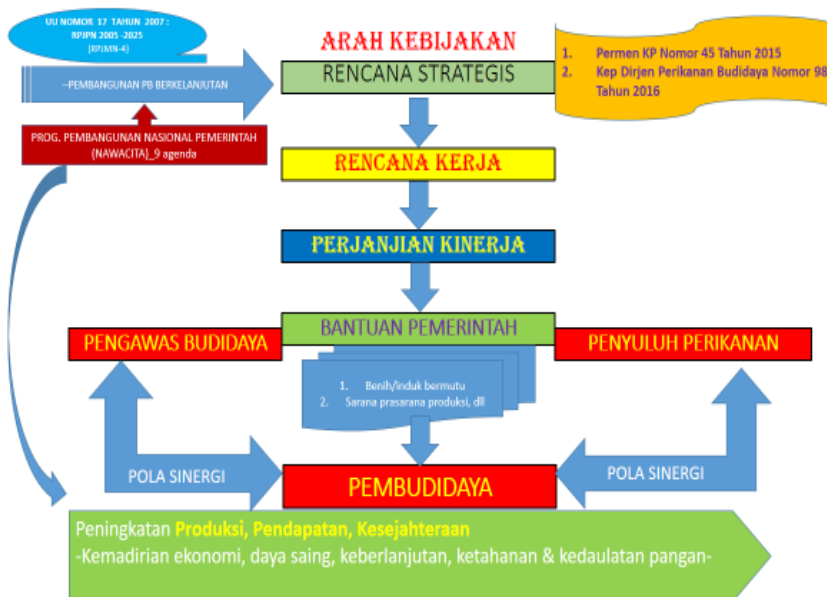 UU NOMOR 17 TAHUN 2007 :
RPJPN 2005 -2025
(RPJMN-4)
--PEMBANGUNAN PB BERKELANJUTAN
PROG. PEMBANGUNAN NASIONAL PEMERINTAH
(NAWACITA)_9 agenda
ARAH KEBIJAKAN
RENCANA STRATEGIS
1. Permen KP Nomor 45 Tahun 2015
2. Kep Dirjen Perikanan Budidaya Nomor 98
Tahun 2016
RENCANA KERJA
PERJANJIAN KINERJA
BANTUAN PEMERINTAH
PENGAWAS BUDIDAYA
PENYULUH PERIKANAN
1. Benih/induk bermutu
2. Sarana prasarana produksi, dll
POLA SINERGI
PEMBUDIDAYA
POLA SINERGI
Peningkatan Produksi, Pendapatan, Kesejahteraan
-Kemadirian ekonomi, daya saing, keberlanjutan, ketahanan & kedaulatan pangan-